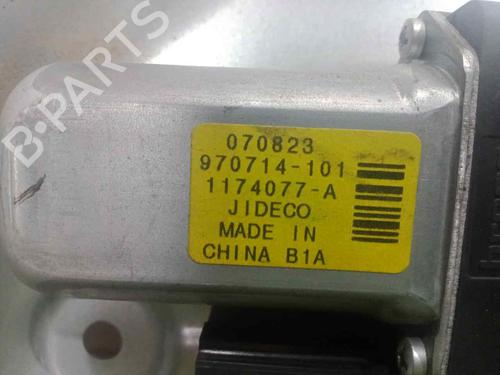 B-PARTS
070823
970714-101
1174077-A
JIDECO
MADE IN
CHINA B1A